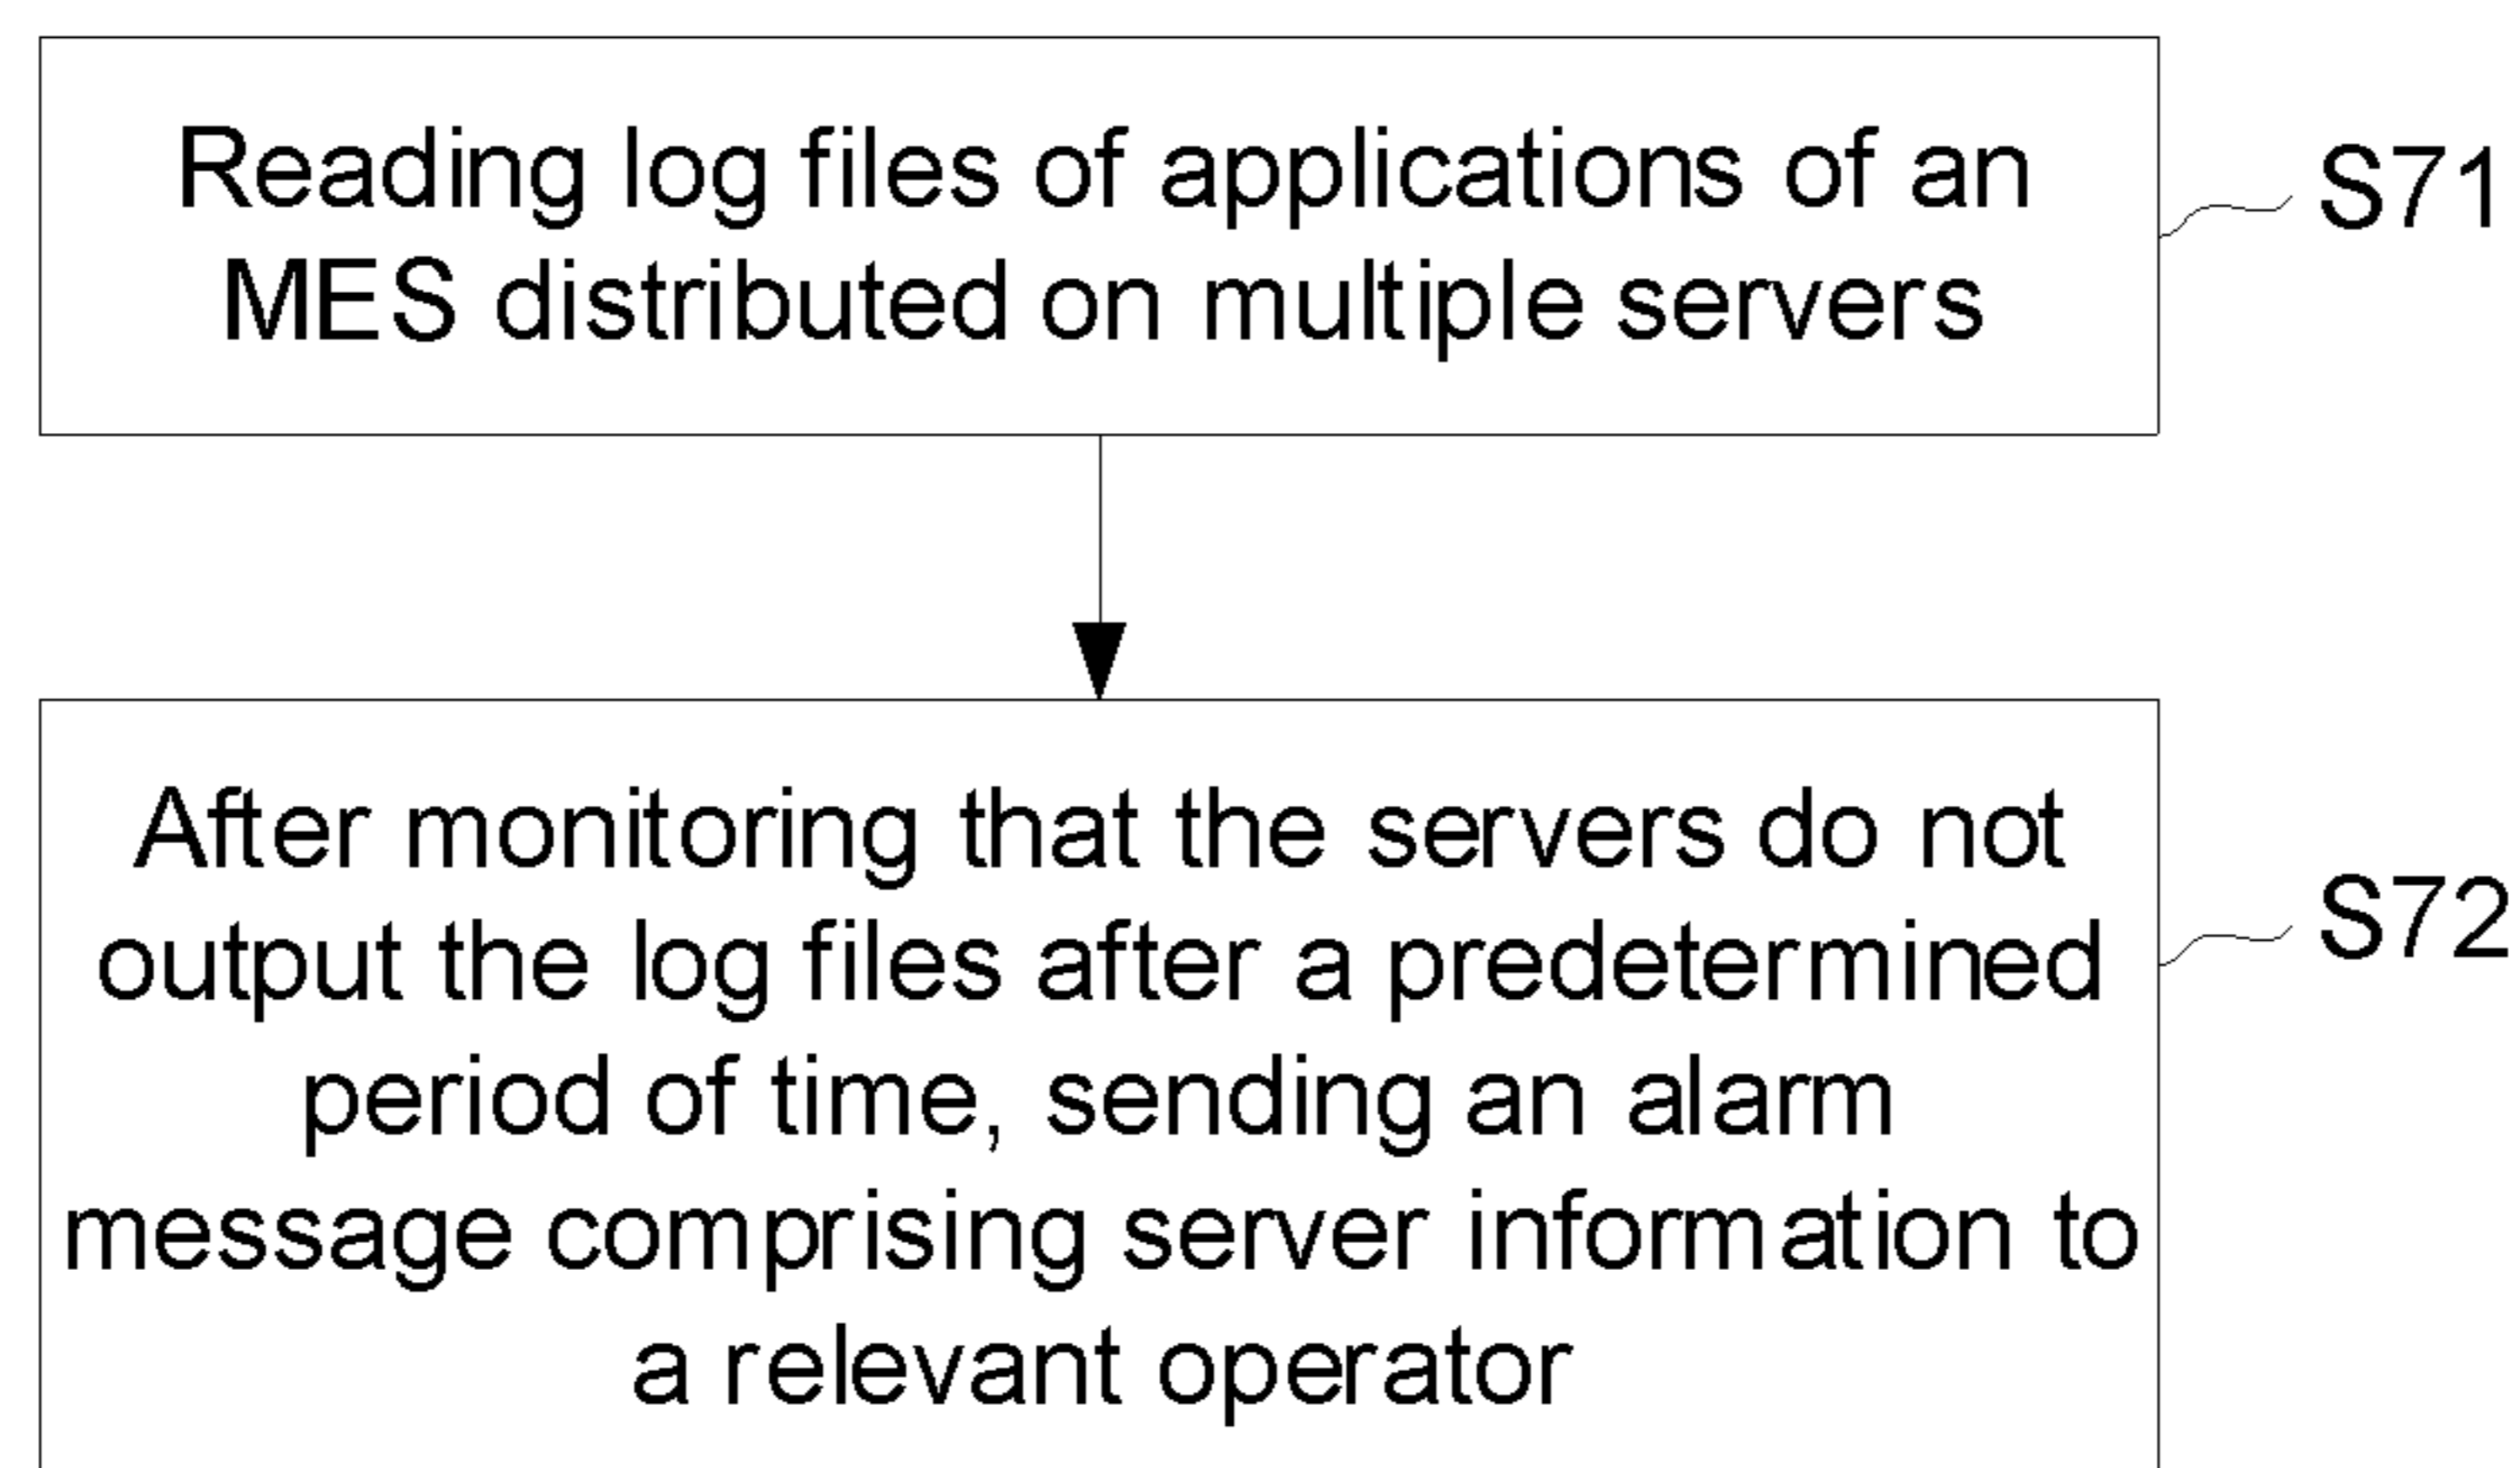 Reading log files of applications of an
MES distributed on multiple servers
S71
After monitoring that the servers do not
output the log files after a predetermined
period of time, sending an alarm
message comprising server information to
a relevant operator
S72